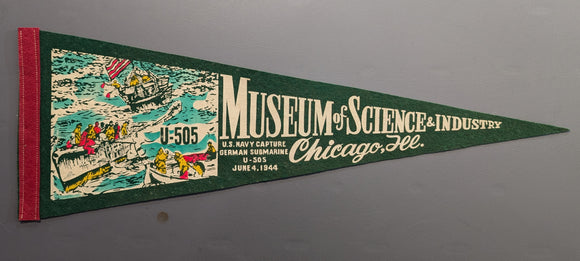 U-505
MUSEUM of SCIENCE & INDUSTRY
Chicago, Ill.
U.S. NAVY CAPTURE
GERMAN SUBMARINE
U-505
JUNE 4, 1944